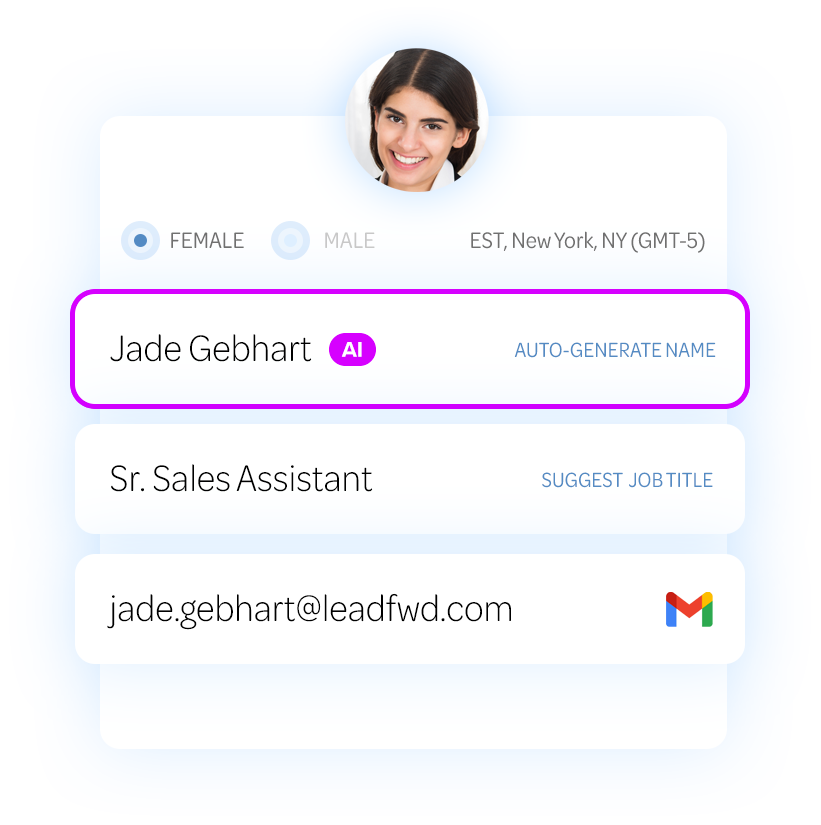 FEMALE MALE EST, New York, NY (GMT-5)
Jade Gebhart AI AUTO-GENERATE NAME
Sr. Sales Assistant SUGGEST JOB TITLE
jade.gebhart@leadfwd.com